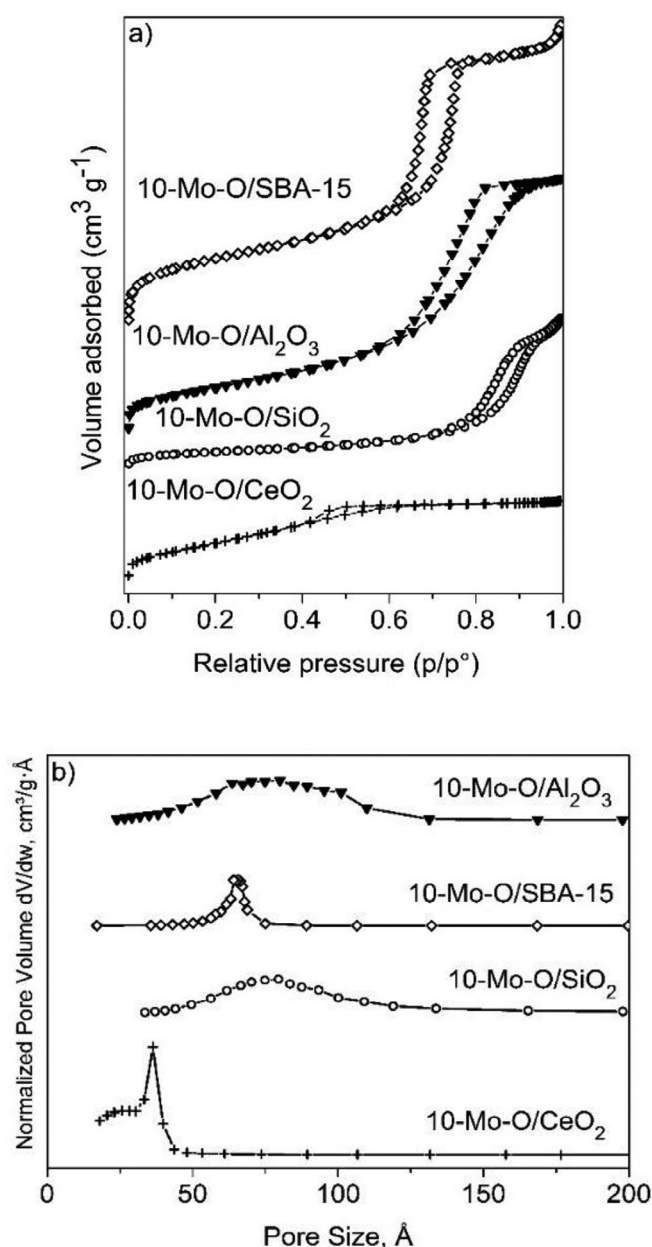 a)
Volume adsorbed (cm³ g⁻¹)
10-Mo-O/SBA-15
10-Mo-O/Al₂O₃
10-Mo-O/SiO₂
10-Mo-O/CeO₂
0.0 0.2 0.4 0.6 0.8 1.0
Relative pressure (p/p°)
b)
Normalized Pore Volume dV/dw, cm³/g·Å
10-Mo-O/Al₂O₃
10-Mo-O/SBA-15
10-Mo-O/SiO₂
10-Mo-O/CeO₂
0 50 100 150 200
Pore Size, Å